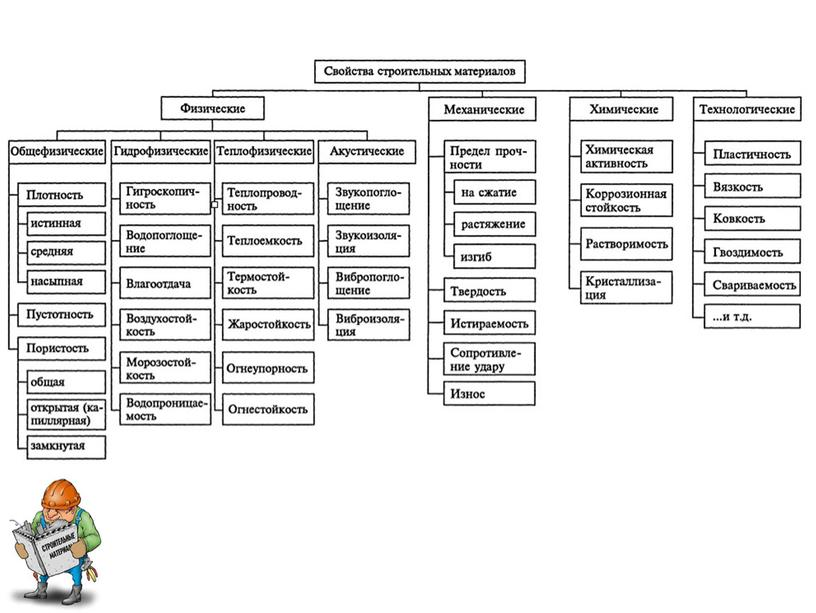 Свойства строительных материалов
Физические
Механические
Химические
Технологические
Общефизические
Гидрофизические
Теплофизические
Акустические
Плотность
истинная
средняя
насыпная
Пустотность
Пористость
общая
открытая (ка-
пиллярная)
замкнутая
Гигроскопич-
ность
Водопоглоще-
ние
Влагоотдача
Воздухостой-
кость
Морозостой-
кость
Водопроницае-
мость
Теплопровод-
ность
Теплоемкость
Термостой-
кость
Жаростойкость
Огнеупорность
Огнестойкость
Звукопогло-
щение
Звукоизоля-
ция
Вибропогло-
щение
Виброизоля-
ция
Предел проч-
ности
на сжатие
растяжение
изгиб
Твердость
Истираемость
Сопротивле-
ние удару
Износ
Химическая
активность
Коррозионная
стойкость
Растворимость
Кристаллиза-
ция
Пластичность
Вязкость
Ковкость
Гвоздимость
Свариваемость
...и т.д.
СТРОИТЕЛЬНЫЕ
МАТЕРИАЛЫ